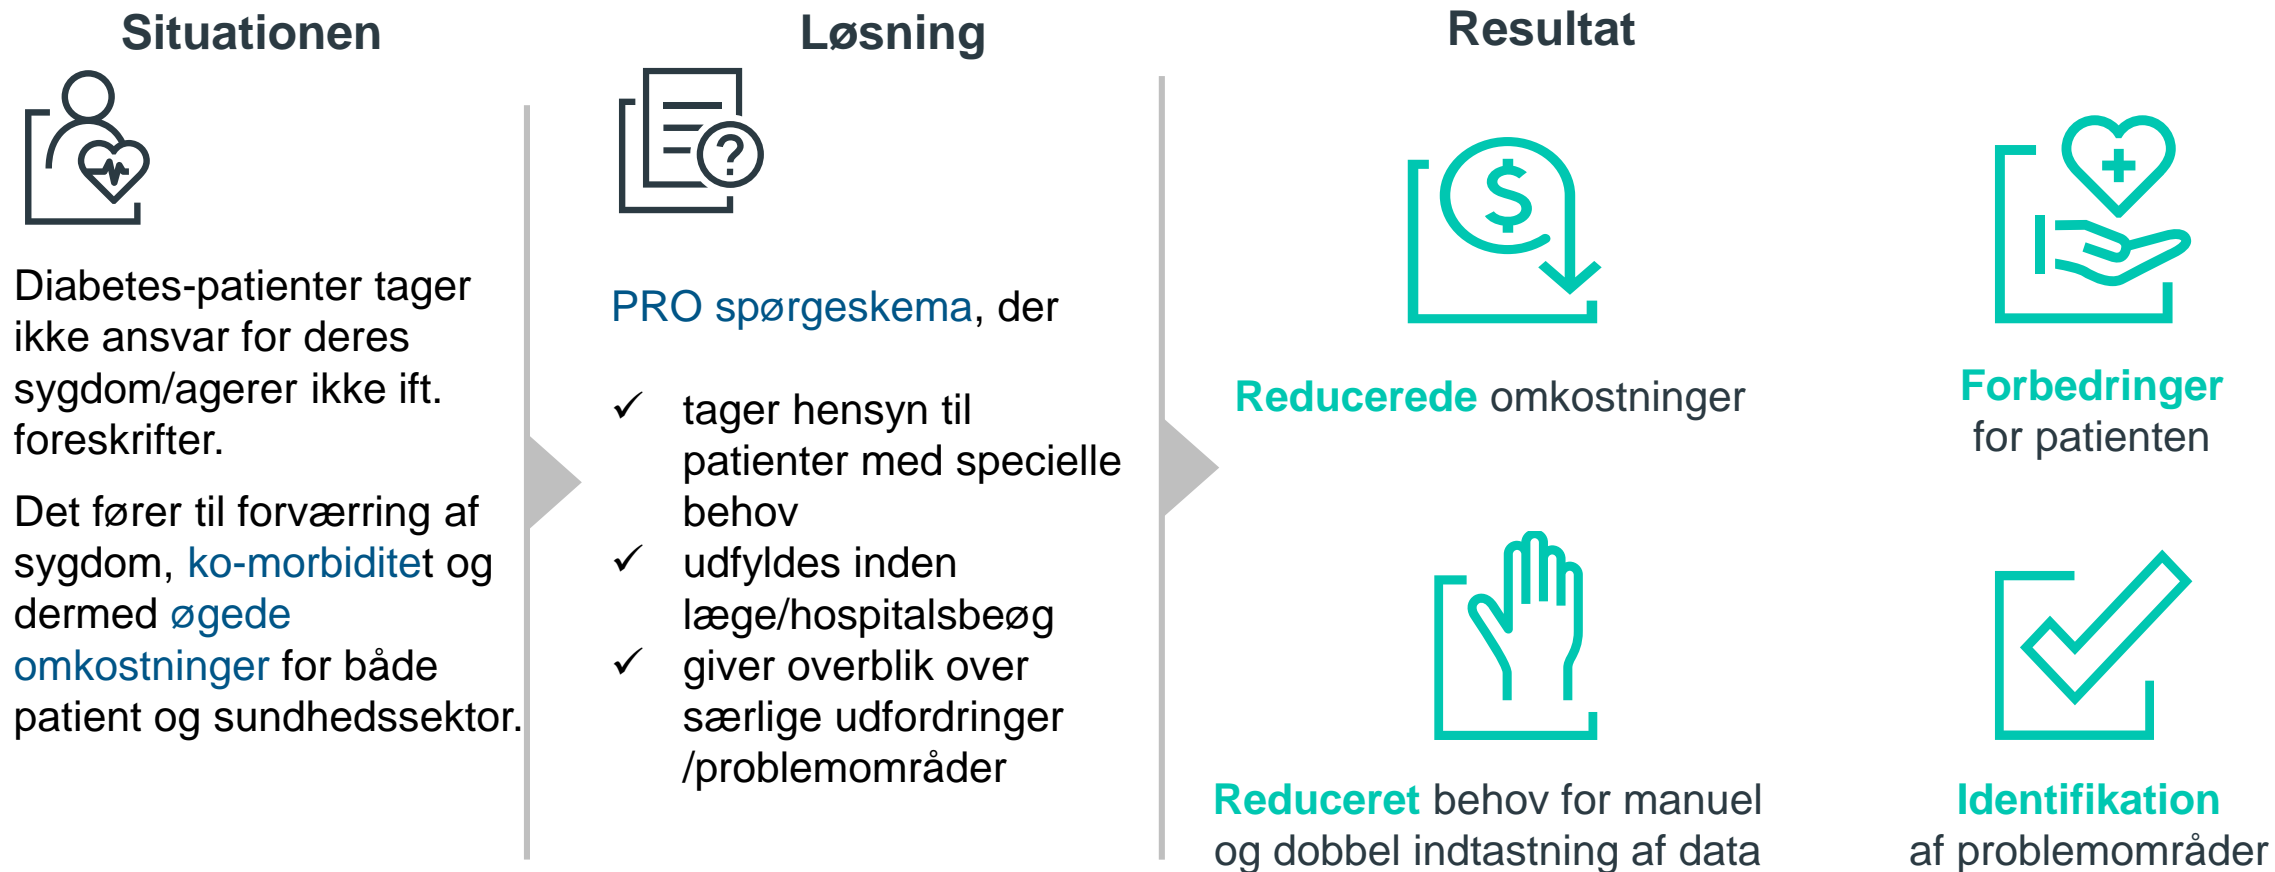 Situationen
Diabetes-patienter tager
ikke ansvar for deres
sygdom/agerer ikke ift.
foreskrifter.
Det fører til forværring af
sygdom, ko-morbiditet og
dermed øgede
omkostninger for både
patient og sundhedssektor.
Løsning
PRO spørgeskema, der
✓ tager hensyn til
patienter med specielle
behov
✓ udfyldes inden
læge/hospitalsbeøg
✓ giver overblik over
særlige udfordringer
/problemområder
Resultat
$
Reducerede omkostninger
Forbedringer
for patienten
Reduceret behov for manuel
og dobbel indtastning af data
Identifikation
af problemområder